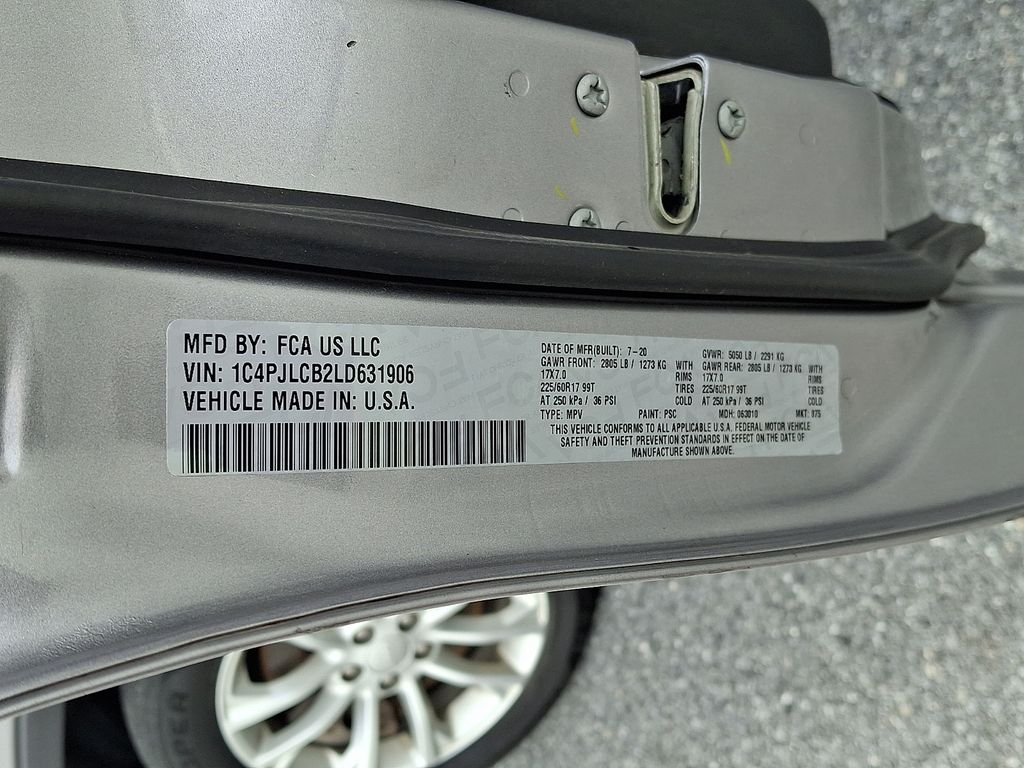 MFD BY: FCA US LLC
VIN: 1C4PJLCB2LD631906
VEHICLE MADE IN: U.S.A.
DATE OF MFR(BUILT): 7-20 GVWR: 5050 LB / 2291 KG
GAWR FRONT: 2805 LB / 1273 KG WITH GAWR REAR: 2805 LB / 1273 KG WITH
17X7.0 RIMS 17X7.0 RIMS
225/60R17 99T TIRES 225/60R17 99T TIRES
AT 250 kPa / 36 PSI COLD AT 250 kPa / 36 PSI COLD
TYPE: MPV PAINT: PSC MDH: 063010 MKT: 875
THIS VEHICLE CONFORMS TO ALL APPLICABLE U.S.A. FEDERAL MOTOR VEHICLE
SAFETY AND THEFT PREVENTION STANDARDS IN EFFECT ON THE DATE OF
MANUFACTURE SHOWN ABOVE.